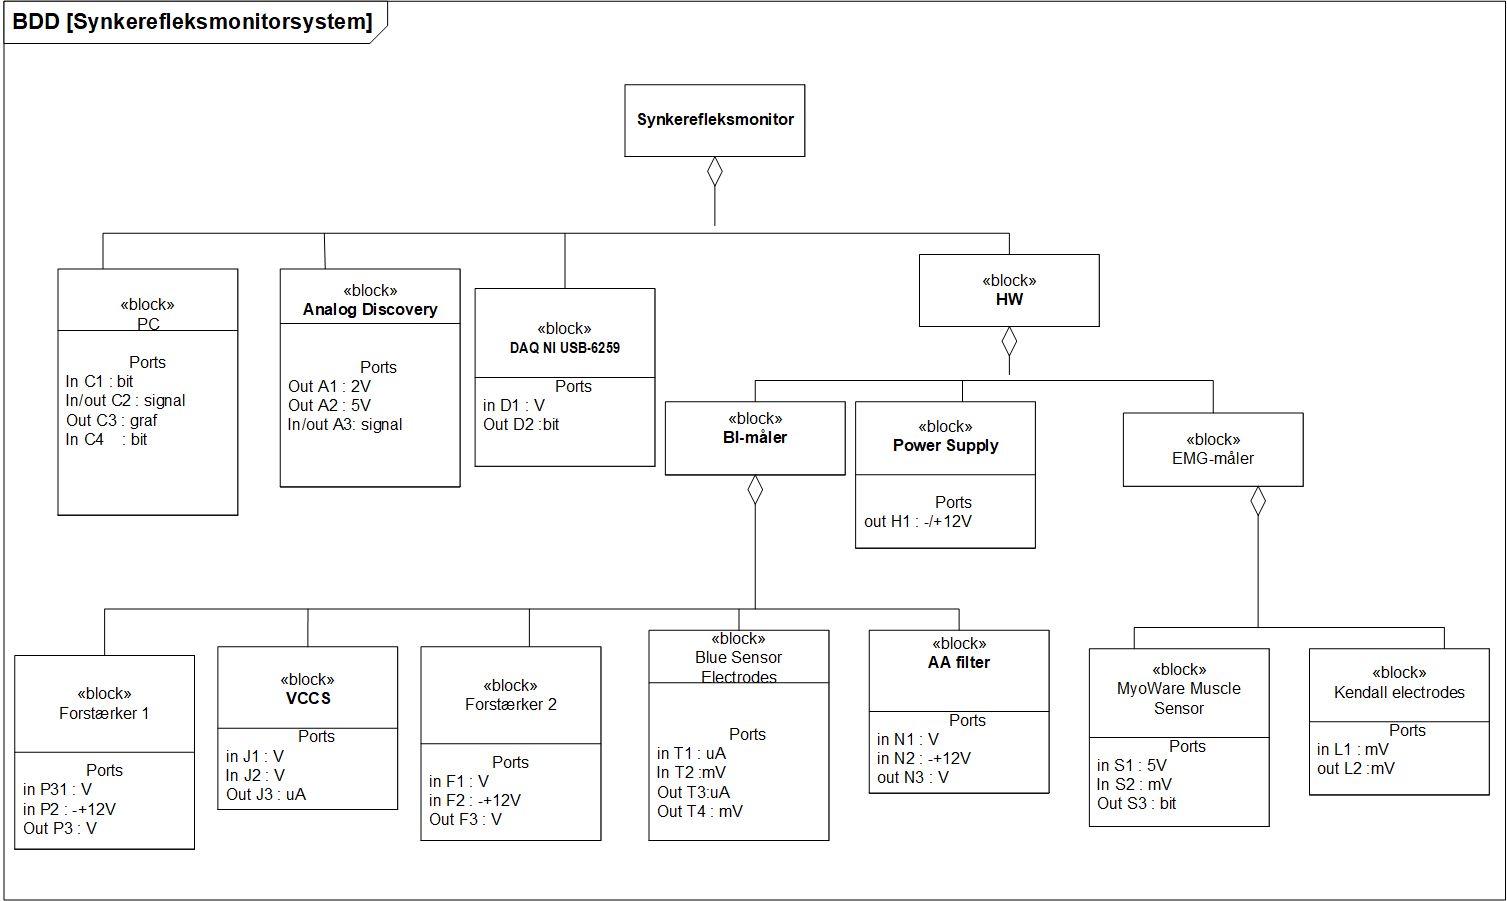 BDD [Synkerefleksmonitorsystem]
Synkerefleksmonitor
«block»
PC
Ports
In C1 : bit
In/out C2 : signal
Out C3 : graf
In C4 : bit
«block»
Analog Discovery
Ports
Out A1 : 2V
Out A2 : 5V
In/out A3: signal
«block»
DAQ NI USB-6259
Ports
in D1 : V
Out D2 :bit
«block»
HW
«block»
BI-måler
«block»
Power Supply
Ports
out H1 : -/+12V
«block»
EMG-måler
«block»
Forstærker 1
Ports
in P31 : V
in P2 : -+12V
Out P3 : V
«block»
VCCS
Ports
in J1 : V
In J2 : V
Out J3 : uA
«block»
Forstærker 2
Ports
in F1 : V
in F2 : -+12V
Out F3 : V
«block»
Blue Sensor
Electrodes
Ports
in T1 : uA
In T2 :mV
Out T3:uA
Out T4 : mV
«block»
AA filter
Ports
in N1 : V
in N2 : -+12V
out N3 : V
«block»
MyoWare Muscle
Sensor
Ports
in S1 : 5V
In S2 : mV
Out S3 : bit
«block»
Kendall electrodes
Ports
in L1 : mV
out L2 :mV